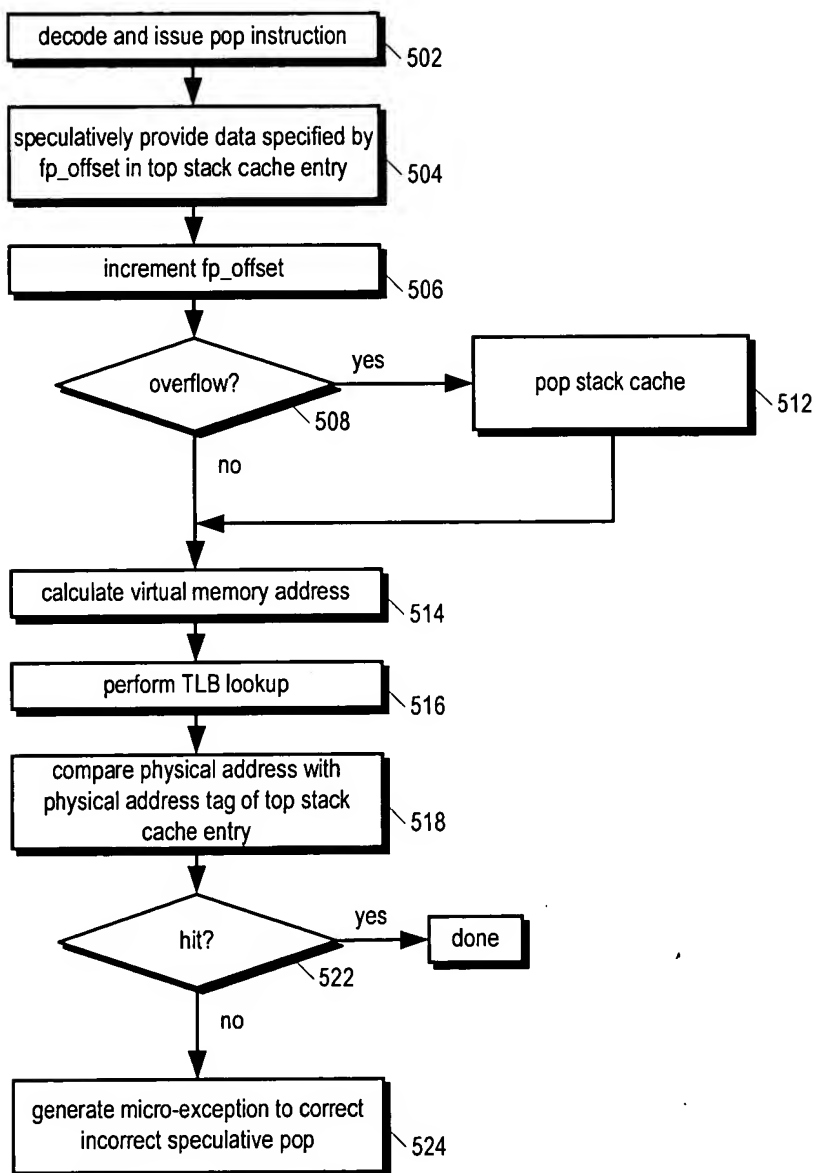 decode and issue pop instruction
502
speculatively provide data specified by
fp_offset in top stack cache entry
504
increment fp_offset
506
overflow?
508
yes
pop stack cache
512
no
calculate virtual memory address
514
perform TLB lookup
516
compare physical address with
physical address tag of top stack
cache entry
518
hit?
522
yes
done
no
generate micro-exception to correct
incorrect speculative pop
524